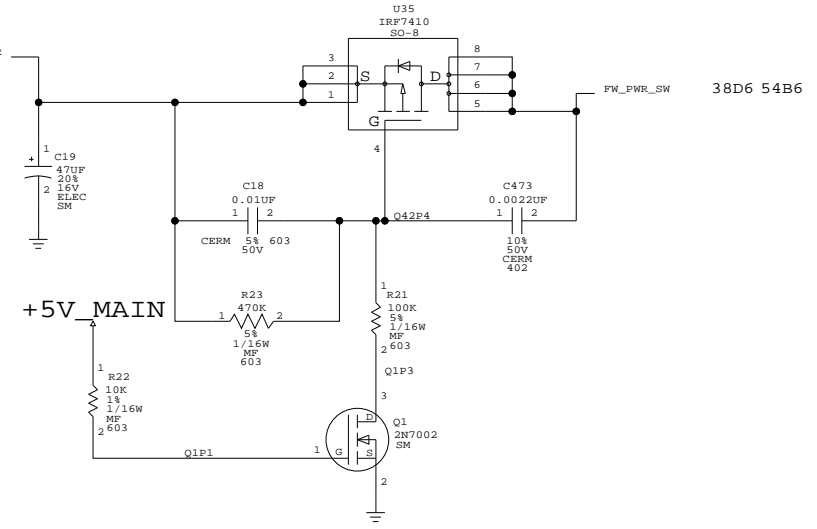 U35
IRF7410
SO-8
3
2
1
S
D
G
8
7
6
5
4
FW_PWR_SW
38D6 54B6
1
+
C19
47UF
20%
16V
ELEC
SM
2
C18
0.01UF
1 2
CERM 5% 603
50V
Q42P4
C473
0.0022UF
1 2
10%
50V
CERM
402
R23
470K
1 2
5%
1/16W
MF
603
1
R21
100K
5%
1/16W
MF
603
2
Q1P3
+5V_MAIN
1
R22
10K
1%
1/16W
MF
603
2
Q1P1
3
D
Q1
2N7002
SM
1
G
S
2